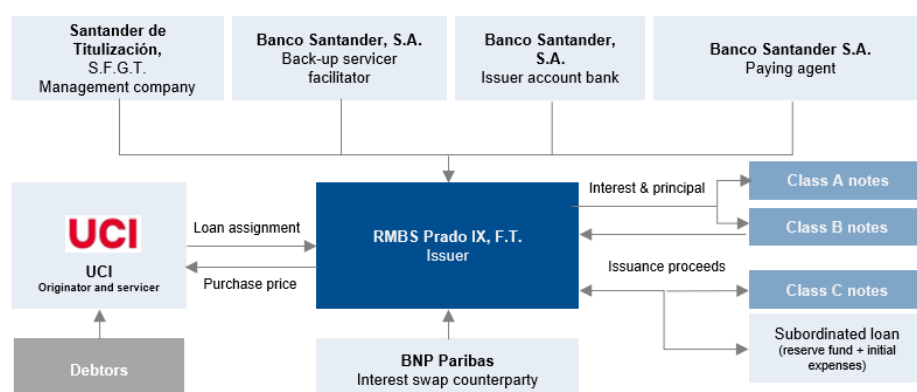 Santander de
Titulización,
S.F.G.T.
Management company
Banco Santander, S.A.
Back-up servicer
facilitator
Banco Santander,
S.A.
Issuer account bank
Banco Santander S.A.
Paying agent
UCI
UCI
Originator and servicer
Loan assignment
Purchase price
RMBS Prado IX, F.T.
Issuer
Interest & principal
Issuance proceeds
Class A notes
Class B notes
Class C notes
Subordinated loan
(reserve fund + initial
expenses)
Debtors
BNP Paribas
Interest swap counterparty